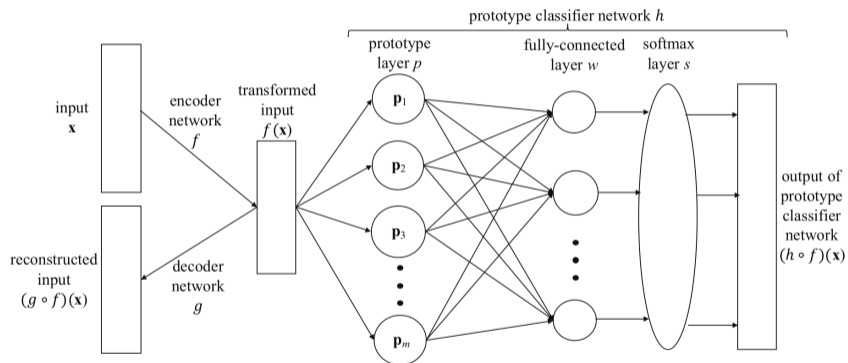 prototype classifier network h
prototype
layer p
fully-connected
layer w
softmax
layer s
input
x
encoder
network
f
transformed
input
f(x)
p1
p2
p3
pm
reconstructed
input
(g ∘ f)(x)
decoder
network
g
output of
prototype
classifier
network
(h ∘ f)(x)